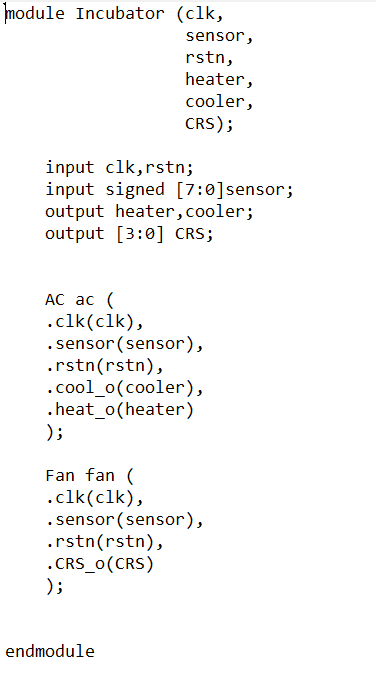 module Incubator (clk,
                  sensor,
                  rstn,
                  heater,
                  cooler,
                  CRS);

    input clk,rstn;
    input signed [7:0]sensor;
    output heater,cooler;
    output [3:0] CRS;


    AC ac (
    .clk(clk),
    .sensor(sensor),
    .rstn(rstn),
    .cool_o(cooler),
    .heat_o(heater)
    );

    Fan fan (
    .clk(clk),
    .sensor(sensor),
    .rstn(rstn),
    .CRS_o(CRS)
    );


endmodule